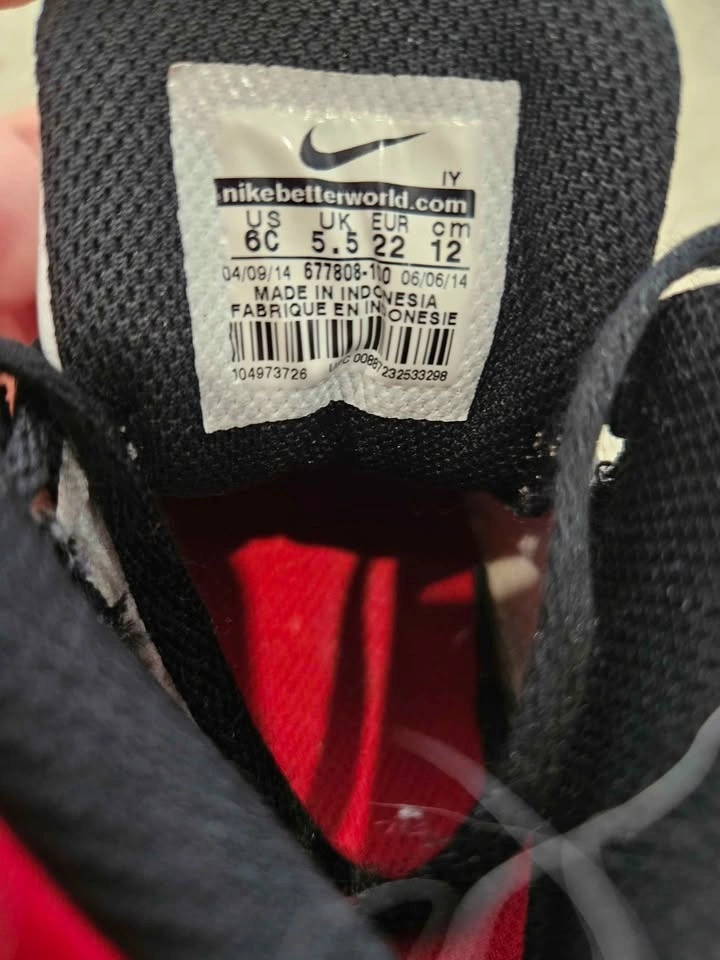 IY
nikebetterworld.com
US UK EUR cm
6C 5.5 22 12
04/09/14 677808-100 06/06/14
MADE IN INDONESIA
FABRIQUE EN INDONESIE
104973726 00887232533298